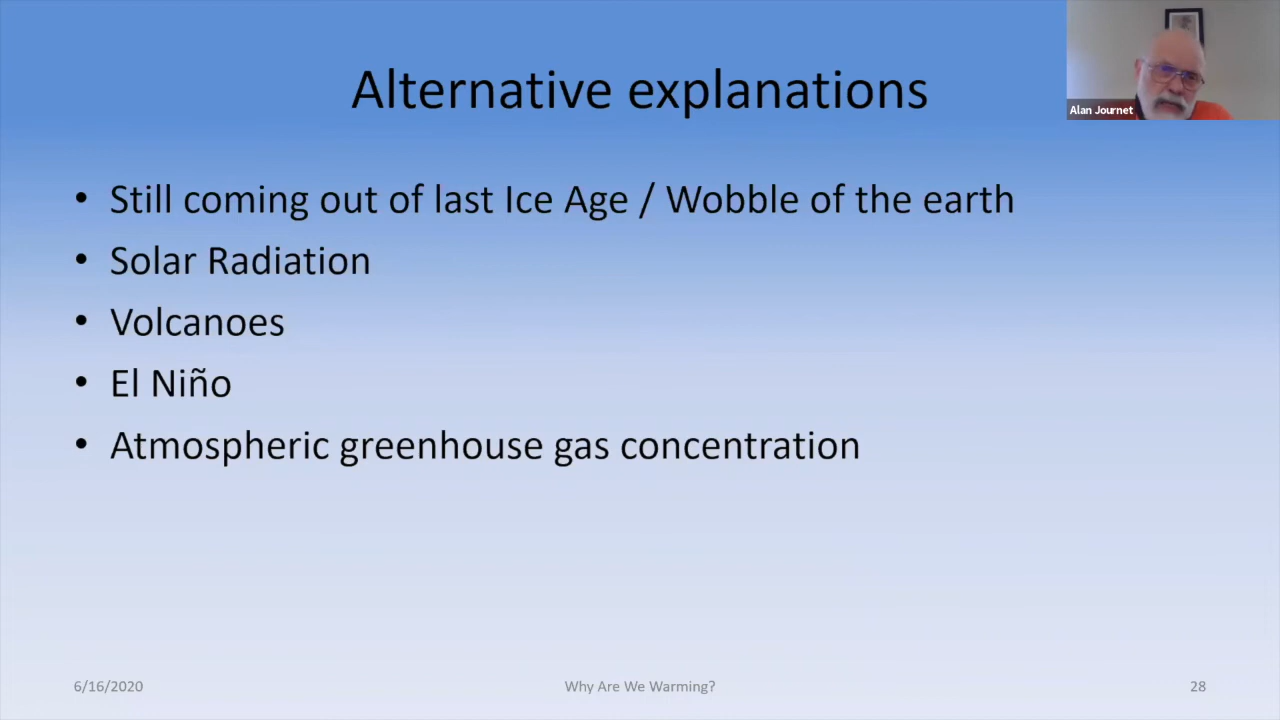 Alternative explanations
Alan Journet
• Still coming out of last Ice Age / Wobble of the earth
• Solar Radiation
• Volcanoes
• El Niño
• Atmospheric greenhouse gas concentration
6/16/2020
Why Are We Warming?
28